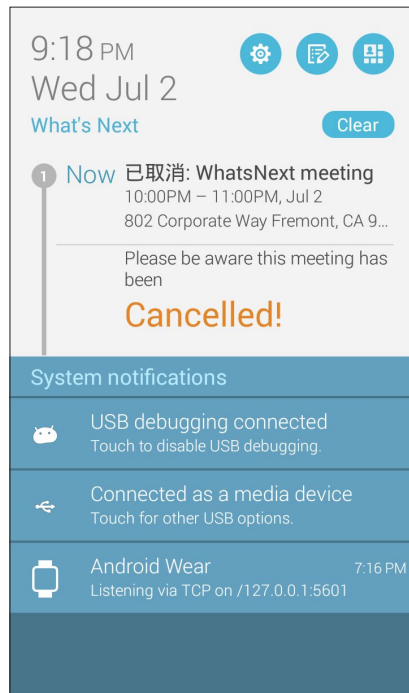 9:18 PM
Wed Jul 2
What's Next
Clear
1 Now 已取消: WhatsNext meeting
10:00PM – 11:00PM, Jul 2
802 Corporate Way Fremont, CA 9...
Please be aware this meeting has
been
Cancelled!
System notifications
USB debugging connected
Touch to disable USB debugging.
Connected as a media device
Touch for other USB options.
Android Wear 7:16 PM
Listening via TCP on /127.0.0.1:5601